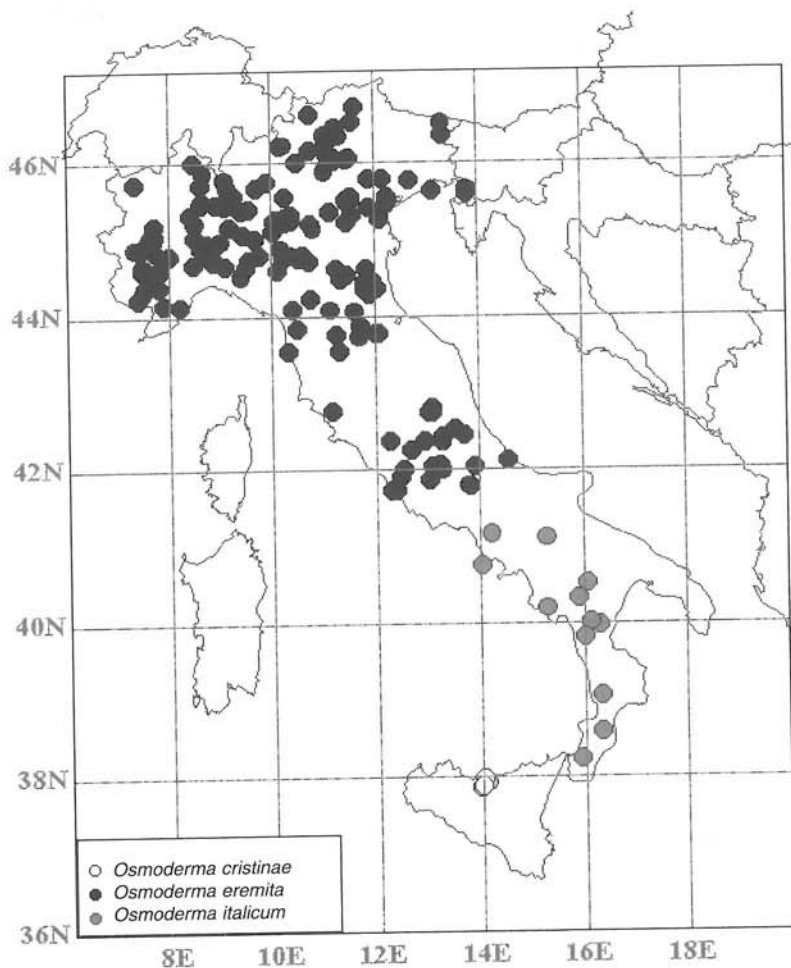 46N
44N
42N
40N
38N
36N
Osmoderma cristinae
Osmoderma eremita
Osmoderma italicum
8E 10E 12E 14E 16E 18E